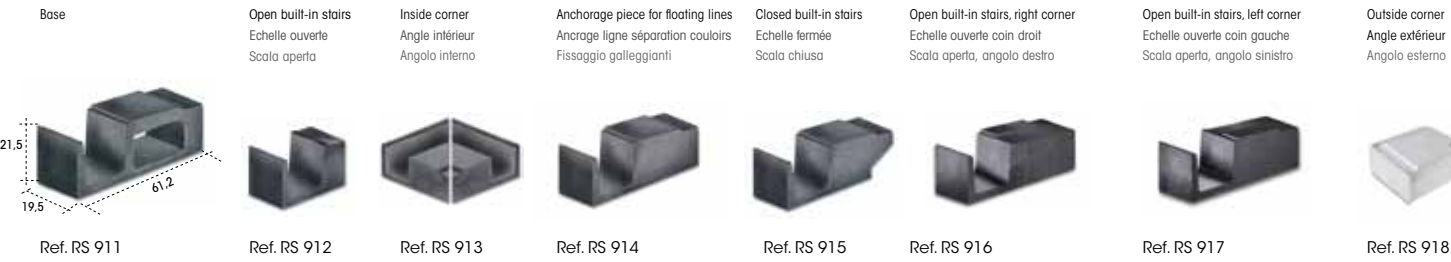 Base
Open built-in stairs
Echelle ouverte
Scala aperta
Inside corner
Angle intérieur
Angolo interno
Anchorage piece for floating lines
Ancrage ligne séparation couloirs
Fissaggio galleggianti
Closed built-in stairs
Echelle fermée
Scala chiusa
Open built-in stairs, right corner
Echelle ouverte coin droit
Scala aperta, angolo destro
Open built-in stairs, left corner
Echelle ouverte coin gauche
Scala aperta, angolo sinistro
Outside corner
Angle extérieur
Angolo esterno
21,5
19,5
61,2
Ref. RS 911
Ref. RS 912
Ref. RS 913
Ref. RS 914
Ref. RS 915
Ref. RS 916
Ref. RS 917
Ref. RS 918